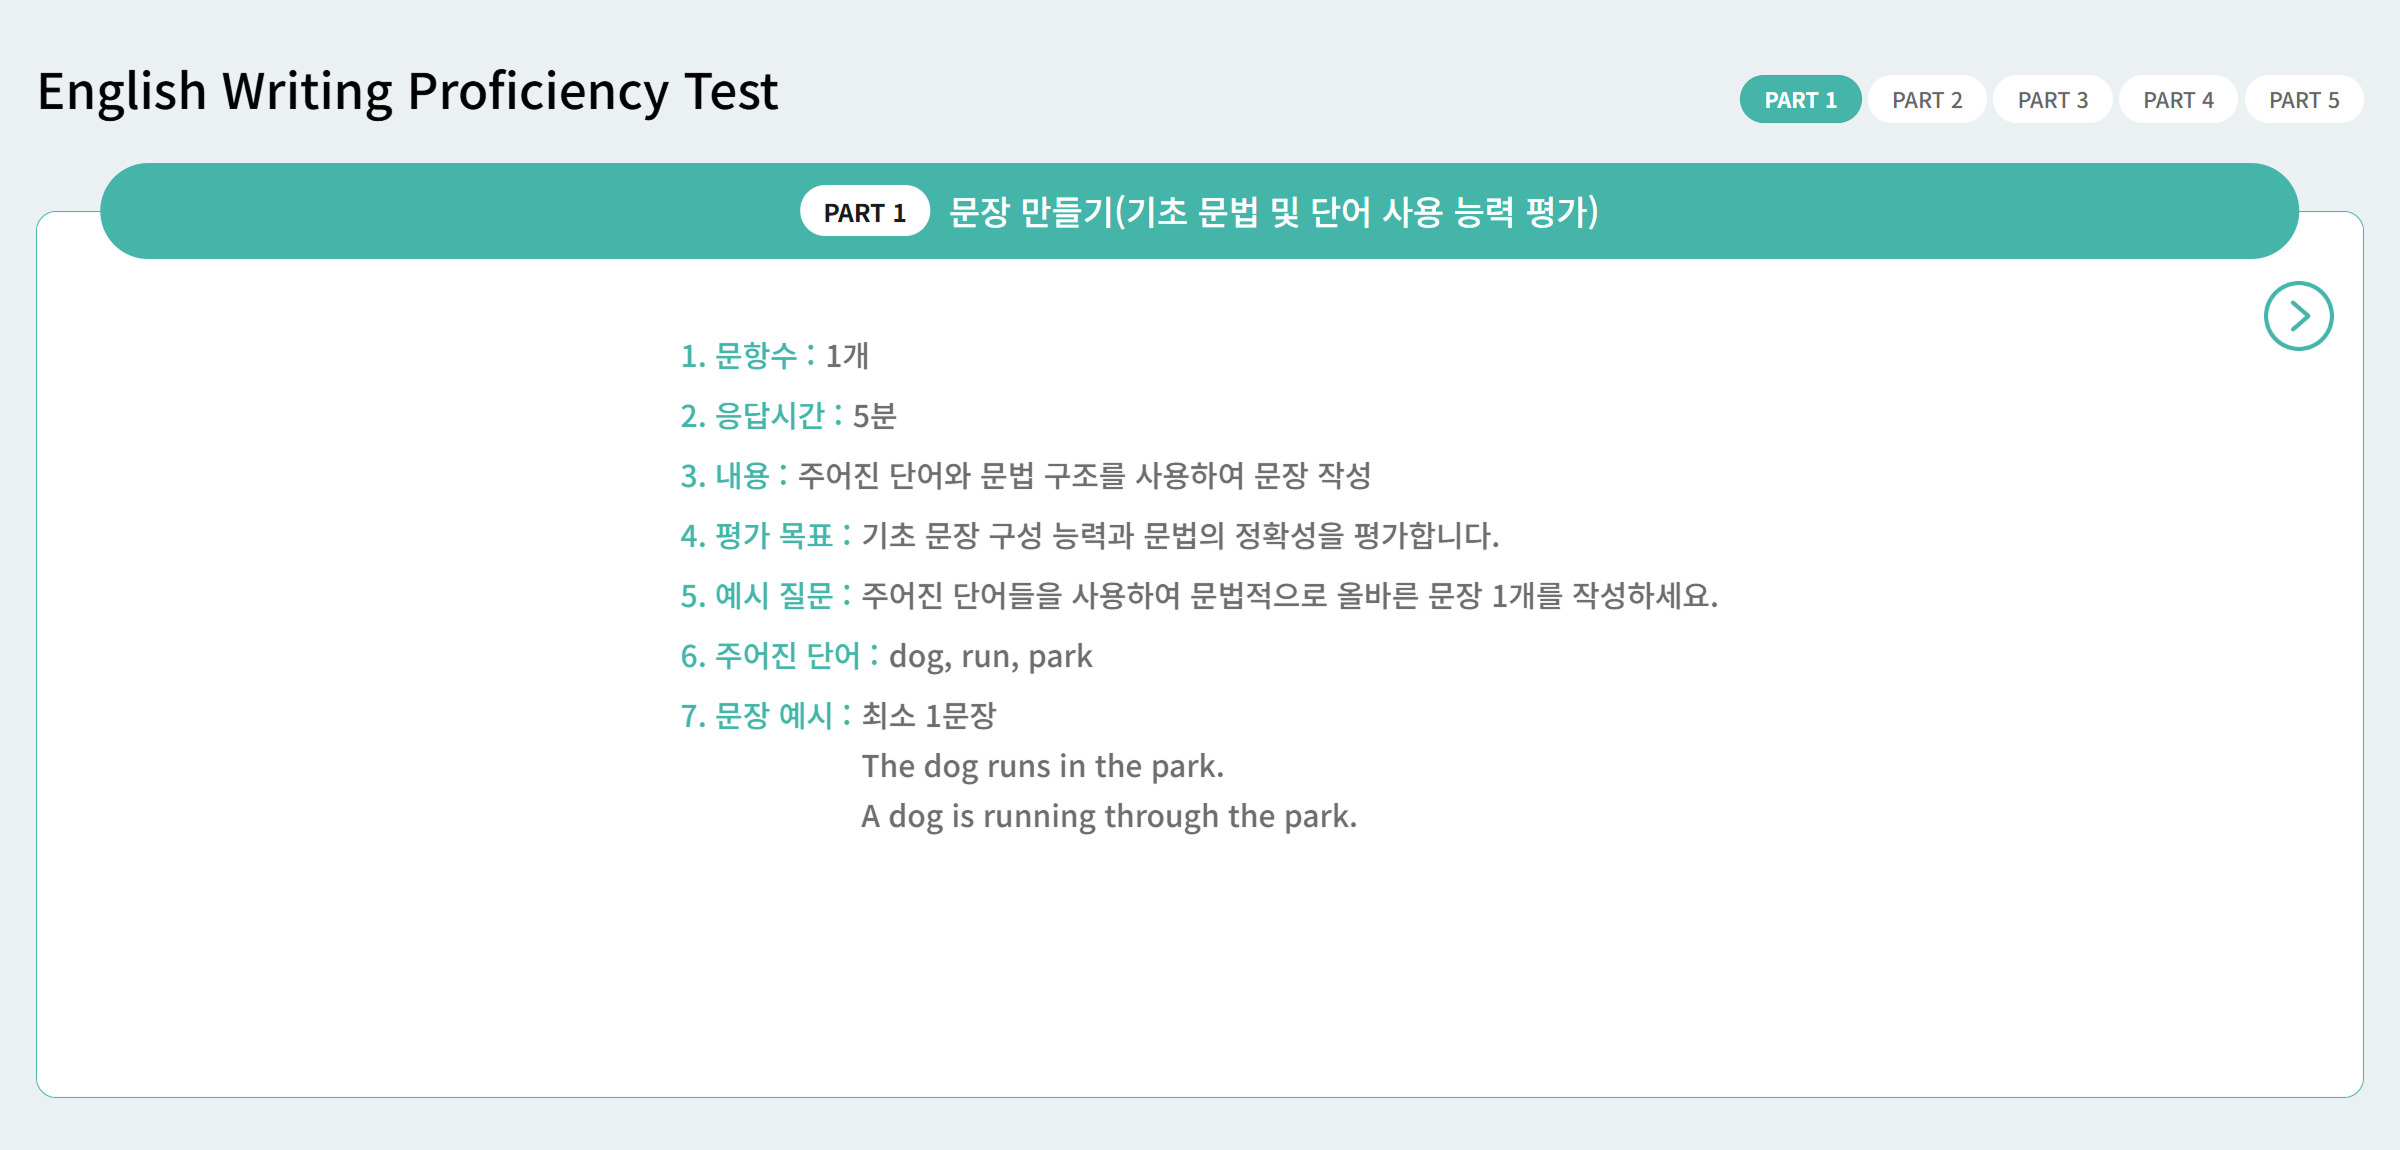 English Writing Proficiency Test
PART 1 PART 2 PART 3 PART 4 PART 5
PART 1 문장 만들기(기초 문법 및 단어 사용 능력 평가)
1. 문항수 : 1개
2. 응답시간 : 5분
3. 내용 : 주어진 단어와 문법 구조를 사용하여 문장 작성
4. 평가 목표 : 기초 문장 구성 능력과 문법의 정확성을 평가합니다.
5. 예시 질문 : 주어진 단어들을 사용하여 문법적으로 올바른 문장 1개를 작성하세요.
6. 주어진 단어 : dog, run, park
7. 문장 예시 : 최소 1문장
The dog runs in the park.
A dog is running through the park.